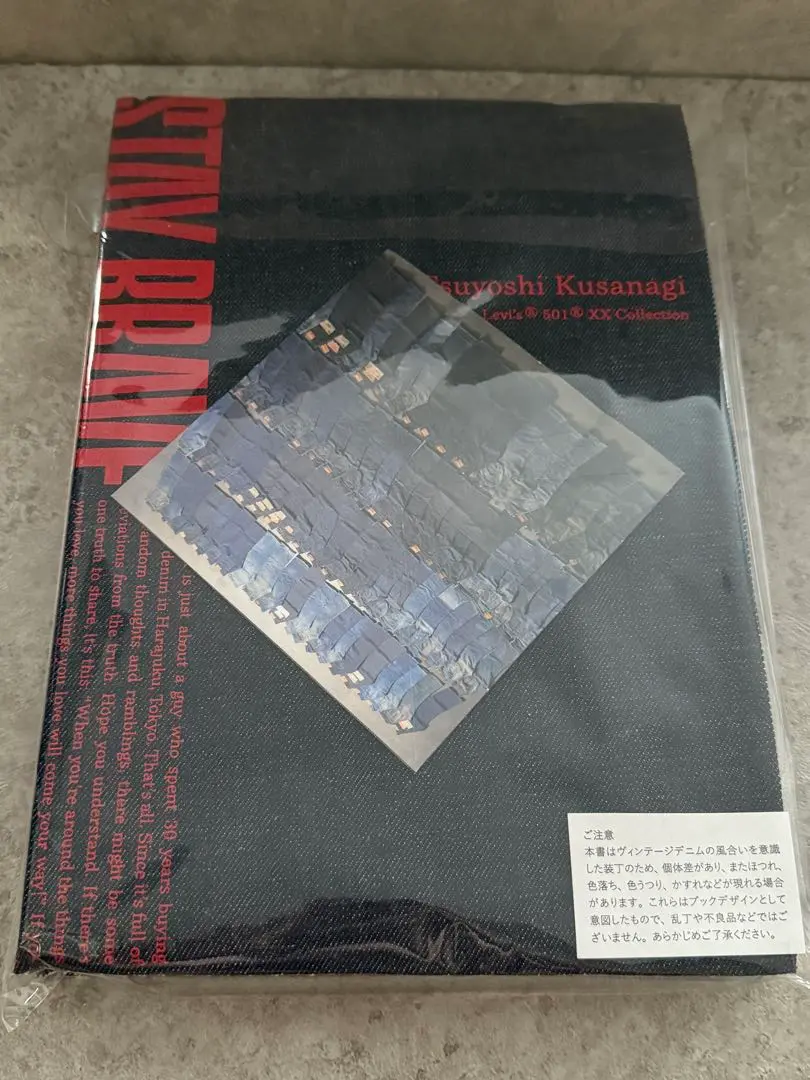 STAY BRAVE
Tsuyoshi Kusanagi
Levi's® 501® XX Collection
is just about a guy who spent 30 years buying
denim in Harajuku, Tokyo. That's all. Since it's full of
random thoughts and ramblings, there might be some
viations from the truth. Hope you understand. If there's
one truth to share, it's this: "When you're around the things
you love, more things you love will come your way."
ご注意
本書はヴィンテージデニムの風合いを意識
した装丁のため、個体差があり、またほつれ、
色落ち、色うつり、かすれなどが現れる場合
があります。これらはブックデザインとして
意図したもので、乱丁や不良品などではご
ざいません。あらかじめご了承ください。